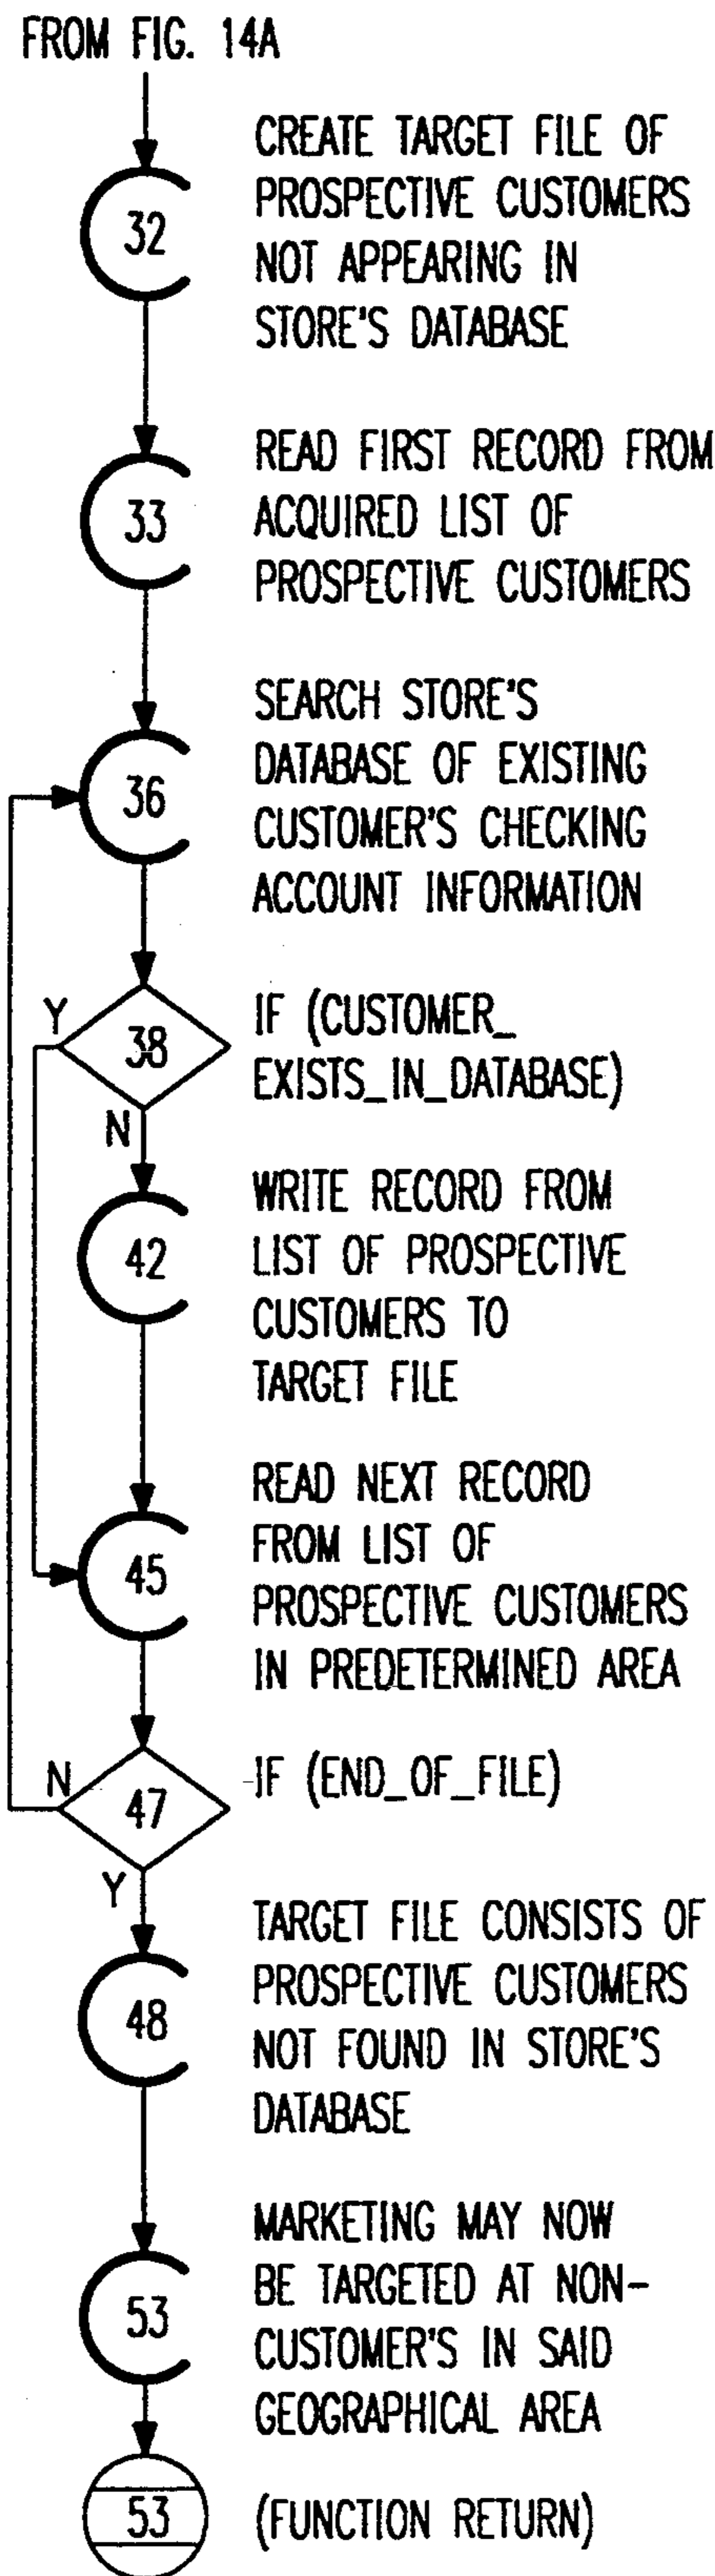 FROM FIG. 14A
32
CREATE TARGET FILE OF
PROSPECTIVE CUSTOMERS
NOT APPEARING IN
STORE'S DATABASE
33
READ FIRST RECORD FROM
ACQUIRED LIST OF
PROSPECTIVE CUSTOMERS
36
SEARCH STORE'S
DATABASE OF EXISTING
CUSTOMER'S CHECKING
ACCOUNT INFORMATION
Y
38
N
IF (CUSTOMER_
EXISTS_IN_DATABASE)
42
WRITE RECORD FROM
LIST OF PROSPECTIVE
CUSTOMERS TO
TARGET FILE
45
READ NEXT RECORD
FROM LIST OF
PROSPECTIVE CUSTOMERS
IN PREDETERMINED AREA
N
47
Y
IF (END_OF_FILE)
48
TARGET FILE CONSISTS OF
PROSPECTIVE CUSTOMERS
NOT FOUND IN STORE'S
DATABASE
53
MARKETING MAY NOW
BE TARGETED AT NON-
CUSTOMER'S IN SAID
GEOGRAPHICAL AREA
53
(FUNCTION RETURN)